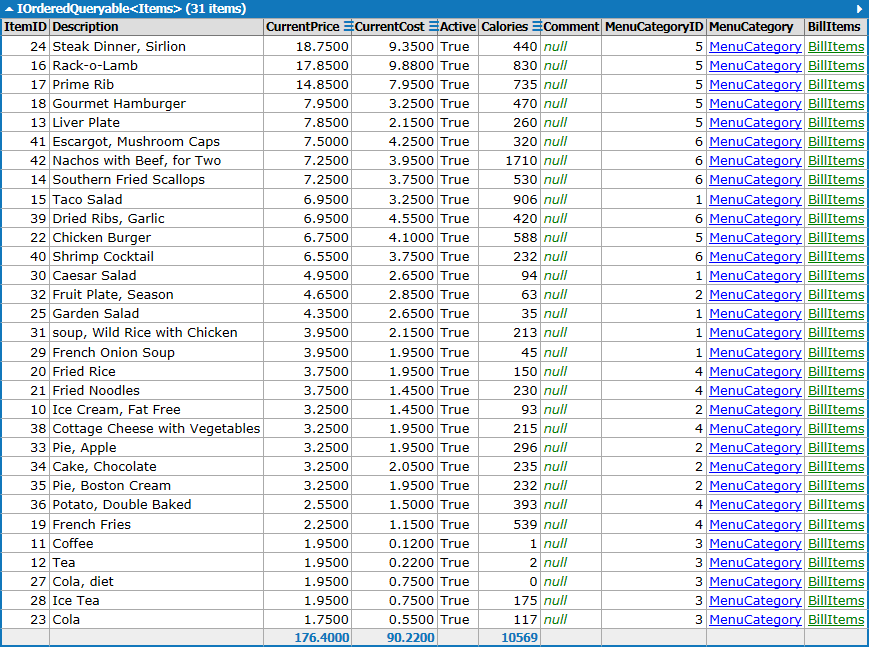 IOrderedQueryable<Items> (31 items)
ItemID Description CurrentPrice CurrentCost Active Calories Comment MenuCategoryID MenuCategory BillItems
24 Steak Dinner, Sirlion 18.7500 9.3500 True 440 null 5 MenuCategory BillItems
16 Rack-o-Lamb 17.8500 9.8800 True 830 null 5 MenuCategory BillItems
17 Prime Rib 14.8500 7.9500 True 735 null 5 MenuCategory BillItems
18 Gourmet Hamburger 7.9500 3.2500 True 470 null 5 MenuCategory BillItems
13 Liver Plate 7.8500 2.1500 True 260 null 5 MenuCategory BillItems
41 Escargot, Mushroom Caps 7.5000 4.2500 True 320 null 6 MenuCategory BillItems
42 Nachos with Beef, for Two 7.2500 3.9500 True 1710 null 6 MenuCategory BillItems
14 Southern Fried Scallops 7.2500 3.7500 True 530 null 6 MenuCategory BillItems
15 Taco Salad 6.9500 3.2500 True 906 null 1 MenuCategory BillItems
39 Dried Ribs, Garlic 6.9500 4.5500 True 420 null 6 MenuCategory BillItems
22 Chicken Burger 6.7500 4.1000 True 588 null 5 MenuCategory BillItems
40 Shrimp Cocktail 6.5500 3.7500 True 232 null 6 MenuCategory BillItems
30 Caesar Salad 4.9500 2.6500 True 94 null 1 MenuCategory BillItems
32 Fruit Plate, Season 4.6500 2.8500 True 63 null 2 MenuCategory BillItems
25 Garden Salad 4.3500 2.6500 True 35 null 1 MenuCategory BillItems
31 soup, Wild Rice with Chicken 3.9500 2.1500 True 213 null 1 MenuCategory BillItems
29 French Onion Soup 3.9500 1.9500 True 45 null 1 MenuCategory BillItems
20 Fried Rice 3.7500 1.9500 True 150 null 4 MenuCategory BillItems
21 Fried Noodles 3.7500 1.4500 True 230 null 4 MenuCategory BillItems
10 Ice Cream, Fat Free 3.2500 1.4500 True 93 null 2 MenuCategory BillItems
38 Cottage Cheese with Vegetables 3.2500 1.9500 True 215 null 4 MenuCategory BillItems
33 Pie, Apple 3.2500 1.9500 True 296 null 2 MenuCategory BillItems
34 Cake, Chocolate 3.2500 2.0500 True 235 null 2 MenuCategory BillItems
35 Pie, Boston Cream 3.2500 1.9500 True 232 null 2 MenuCategory BillItems
36 Potato, Double Baked 2.5500 1.5000 True 393 null 4 MenuCategory BillItems
19 French Fries 2.2500 1.1500 True 539 null 4 MenuCategory BillItems
11 Coffee 1.9500 0.1200 True 1 null 3 MenuCategory BillItems
12 Tea 1.9500 0.2200 True 2 null 3 MenuCategory BillItems
27 Cola, diet 1.9500 0.7500 True 0 null 3 MenuCategory BillItems
28 Ice Tea 1.9500 0.7500 True 175 null 3 MenuCategory BillItems
23 Cola 1.7500 0.5500 True 117 null 3 MenuCategory BillItems
176.4000 90.2200 10569